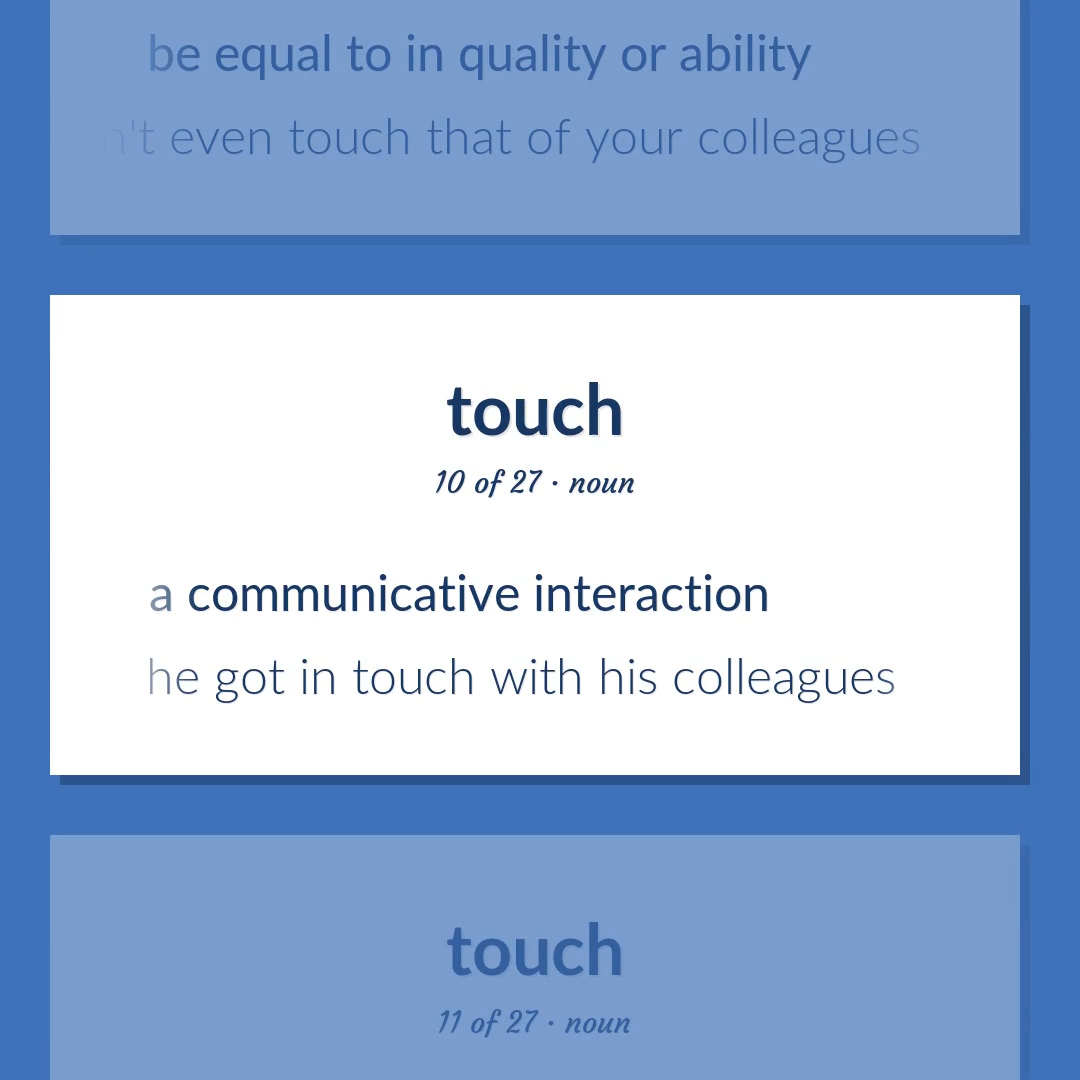 be equal to in quality or ability
n't even touch that of your colleagues
touch
10 of 27 · noun
a communicative interaction
he got in touch with his colleagues
touch
11 of 27 · noun